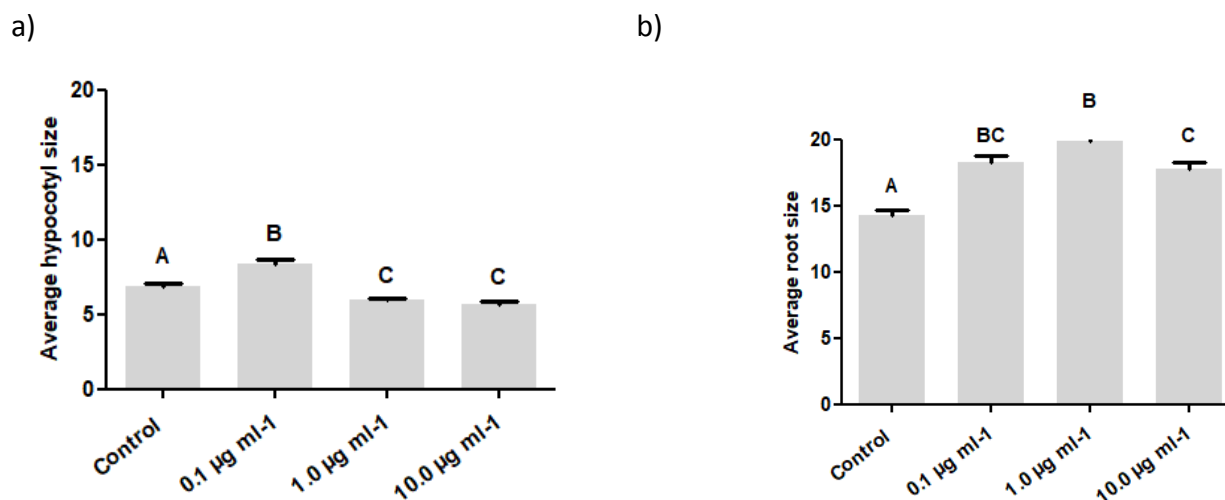 a)
20
15
10
5
0
Average hypocotyl size
A
B
C
C
Control
0.1 µg ml-1
1.0 µg ml-1
10.0 µg ml-1
b)
20
15
10
5
0
Average root size
A
BC
B
C
Control
0.1 µg ml-1
1.0 µg ml-1
10.0 µg ml-1